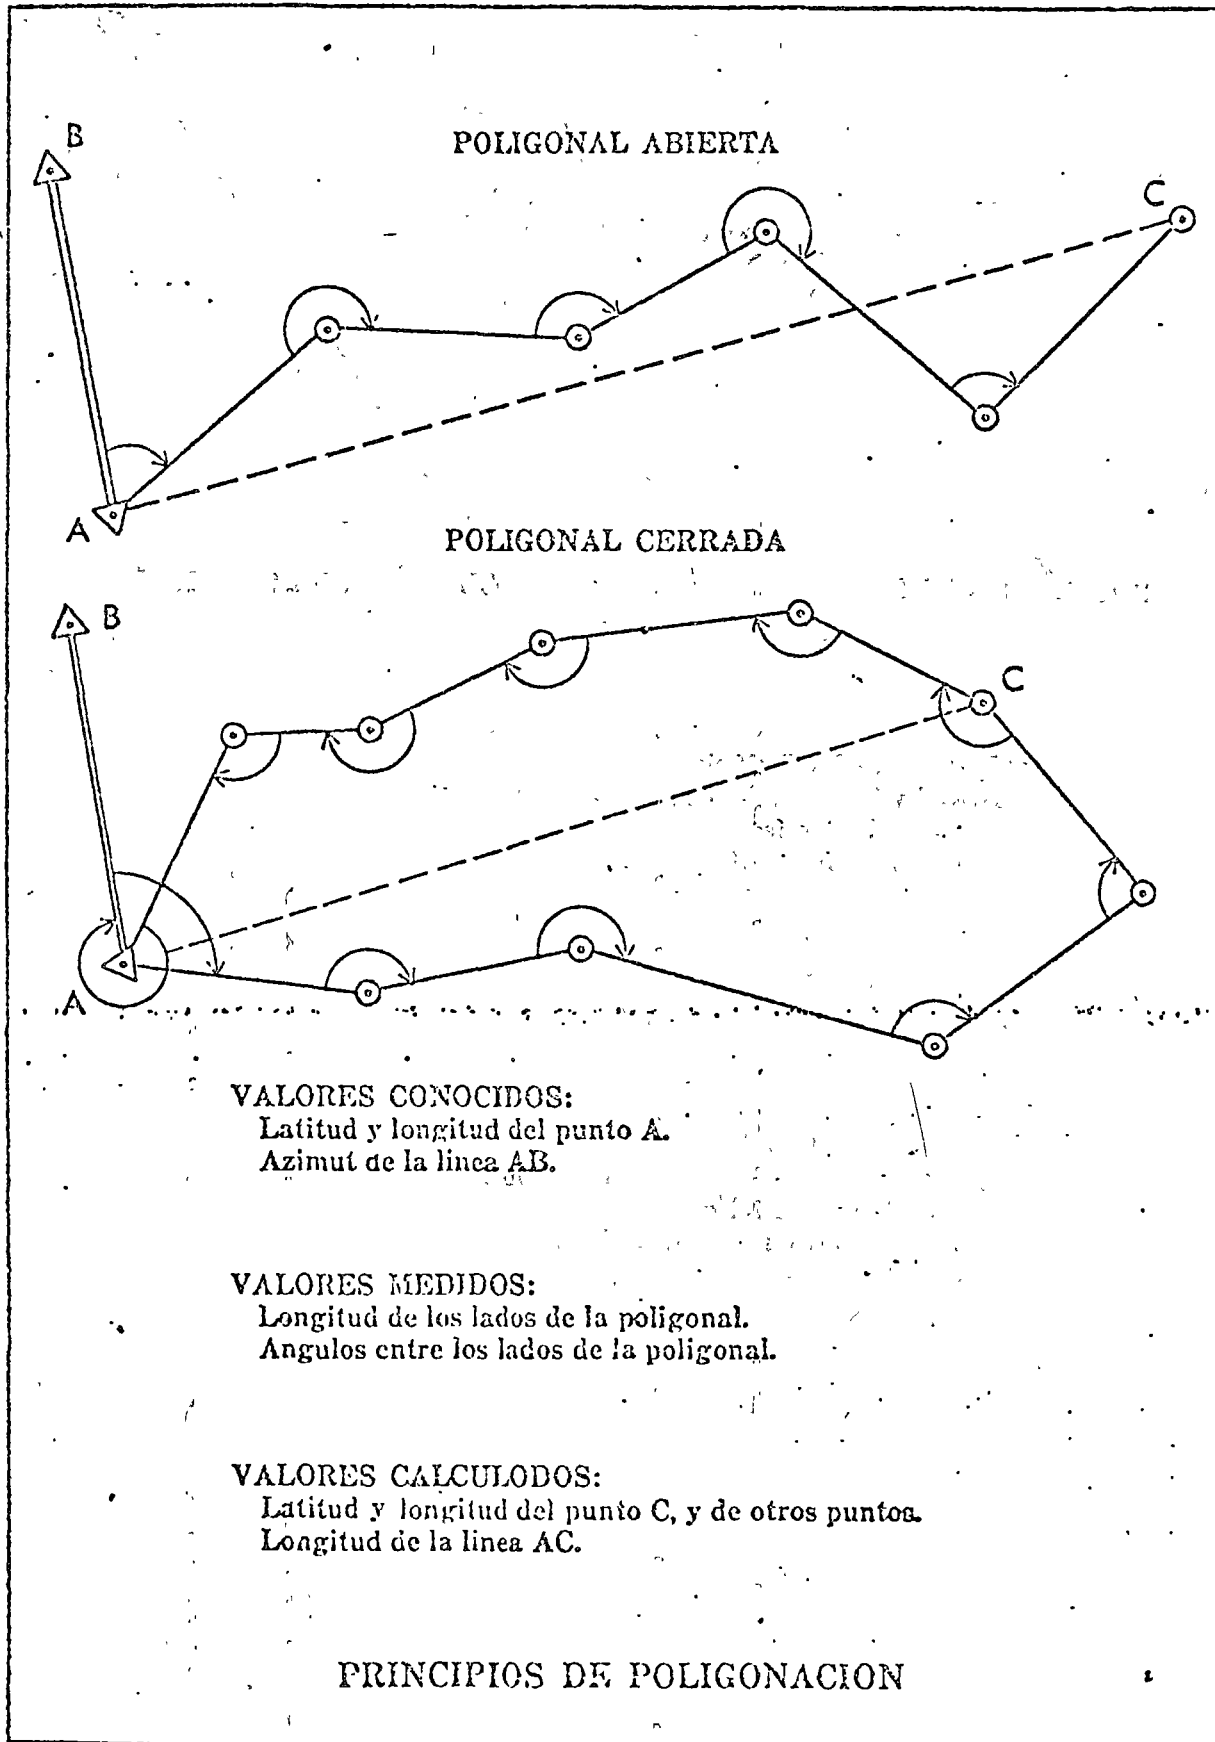 POLIGONAL ABIERTA
B
C
A
POLIGONAL CERRADA
B
C
A
VALORES CONOCIDOS:
Latitud y longitud del punto A.
Azimut de la linea AB.
VALORES MEDIDOS:
Longitud de los lados de la poligonal.
Angulos entre los lados de la poligonal.
VALORES CALCULODOS:
Latitud y longitud del punto C, y de otros puntos.
Longitud de la linea AC.
PRINCIPIOS DE POLIGONACION